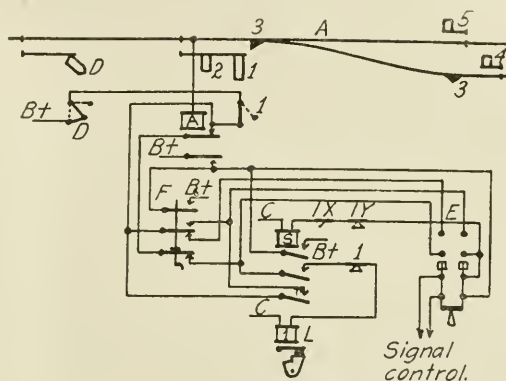 3 A 5
D 2 1 3 4
B+ D A 1
B+
F B+ C 1X 1Y E
S B+ 1
C
L
Signal
control.